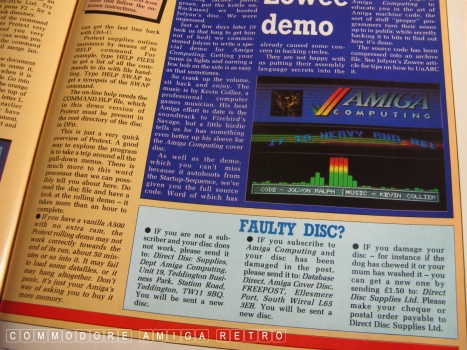 can get the last line back
with Ctrl-U.
Protext supplies online
assistance by means of its
HELP command. For
example, type HELP FILES
to get a list of all the com-
mands to do with file hand-
ling. Type HELP SWAP to
get a synopsis of the SWAP
command.
The on-line help needs the
COMMAND.HLP file, which
in this demo version of
Protext must be present in
the root directory of the disc
in DF0.
This is just a very quick
overview of Protext. A good
way to explore the program
is to take a trip around all the
pull-down menus. There is
much more to this word
processor than we can possi-
bly tell you about here. Do
read the .doc file and have a
look at the rolling demo – it
takes more than an hour to
complete.
● If you have a vanilla A500
with no extra ram, the
Protext rolling demo may not
work correctly towards the
end of its run, about 50 min-
utes or so into it. It may fail
to load some datafiles, or it
may hang altogether. Don't
worry, it's just your Amiga's
way of asking you to buy it
more memory.
Lowee
demo
green, put the kettle on
Jolyon's disc. We were
impressed.
Just a few days later (it
took us that long to get him
out of bed) we commis-
sioned Jolyon to write a spe-
cial demo for Amiga
Computing. Getting your
name in lights and earning a
few bob on the side is as easy
as that sometimes.
So crank up the volume,
sit back and enjoy. The
music is by Kevin Collier, a
professional computer
games musician. His best
Amiga effort to date is the
soundtrack to Firebird's
Savage, but a little birdie
tells us he has something
even better up his sleeve for
the Amiga Computing cover
disc.
As well as the demo,
which you can't miss
because it autoboots from
the Startup-Sequence, we've
given you the full source
code. Word of which has
already caused some con-
cern in hacking circles.
They are not happy with
us putting their assembly
language secrets into the
Amiga Computing to
educate you in the art of
Amiga machine code, the
sort of stuff "proper" pro-
grammers turn their noses
up to in public while secretly
hacking it to bits to find out
how it's done.
The source code has been
compressed into an archive
file. See Jolyon's Zoweee arti-
cle for tips on how to UnARC
it.
AMIGA
COMPUTING
IT IS HEAVY AND REI
CODE - JOLYON RALPH
MUSIC - KEVIN COLLIER
FAULTY DISC?
● IF you are not a sub-
scriber and your disc does
not work, please send it
to: Direct Disc Supplies,
Dept Amiga Computing,
Unit 19, Teddington Busi-
ness Park, Station Road,
Teddington, TW11 9BQ.
You will be sent a new
disc.
● IF you subscribe to
Amiga Computing and
your disc has been
damaged in the post,
please send it to: Database
Direct, Amiga Cover Disc,
FREEPOST, Ellesmere
Port, South Wirral L65
3EB. You will be sent a
new disc.
● IF you damage your
disc – for instance if the
dog has chewed it or your
mum has washed it – you
can get a new one by
sending £1.50 to: Direct
Disc Supplies Ltd. Please
make your cheque or
postal order payable to
Direct Disc Supplies Ltd.
COMMODORE AMIGA RETRO